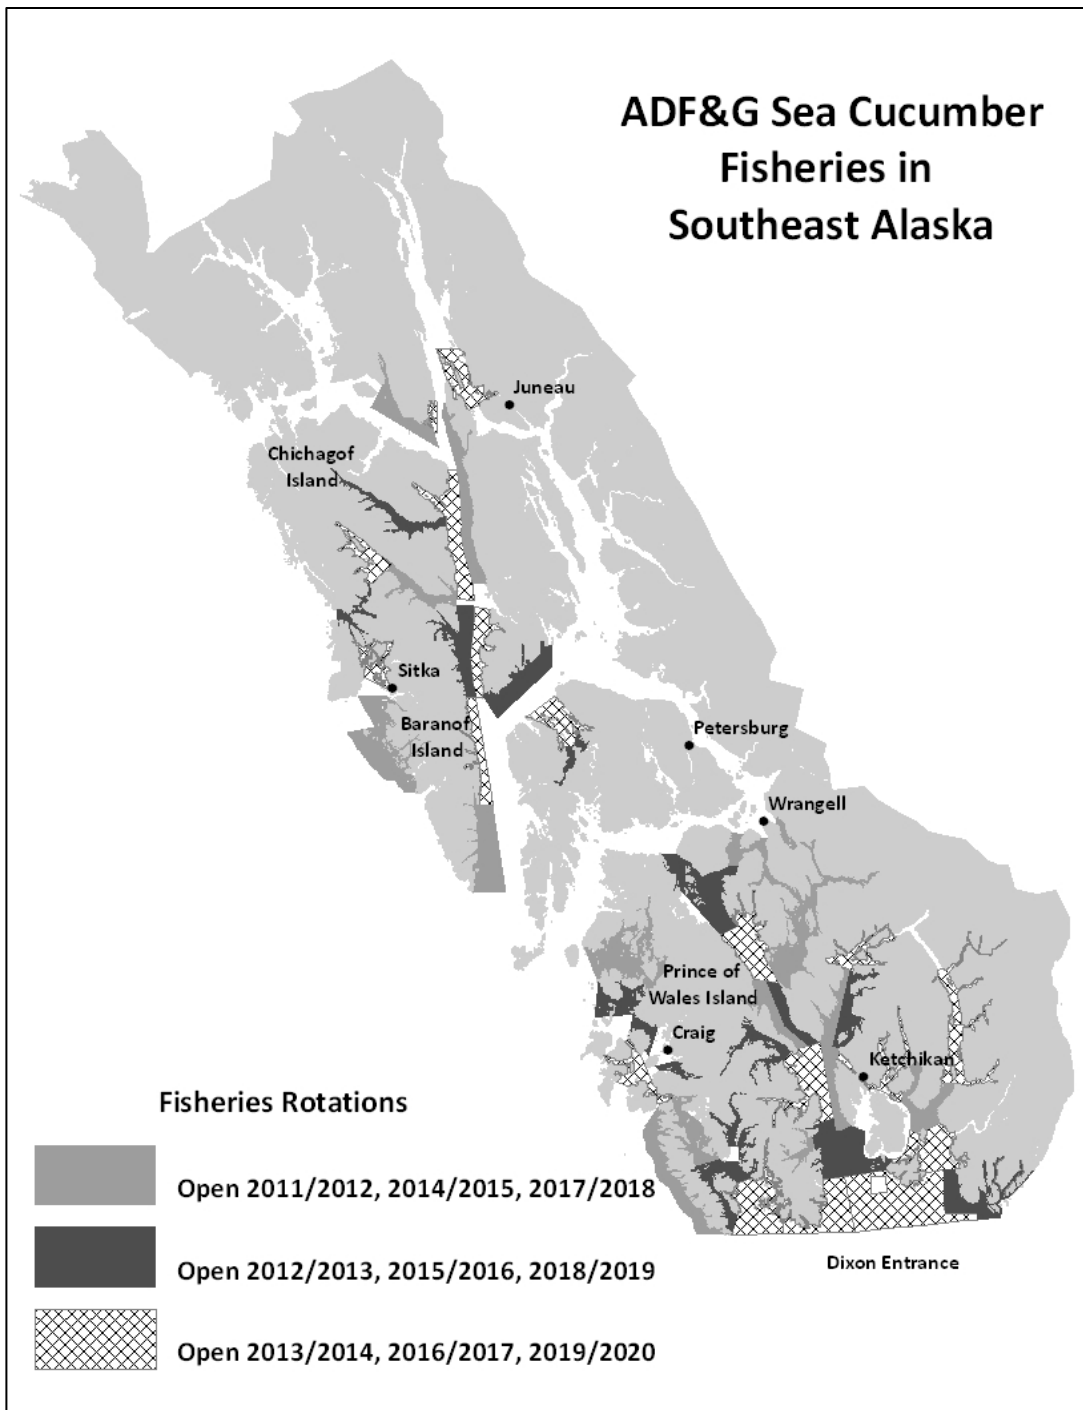 ADF&G Sea Cucumber
Fisheries in
Southeast Alaska
Juneau
Chichagof
Island
Sitka
Baranof
Island
Petersburg
Wrangell
Prince of
Wales Island
Craig
Ketchikan
Dixon Entrance
Fisheries Rotations
Open 2011/2012, 2014/2015, 2017/2018
Open 2012/2013, 2015/2016, 2018/2019
Open 2013/2014, 2016/2017, 2019/2020